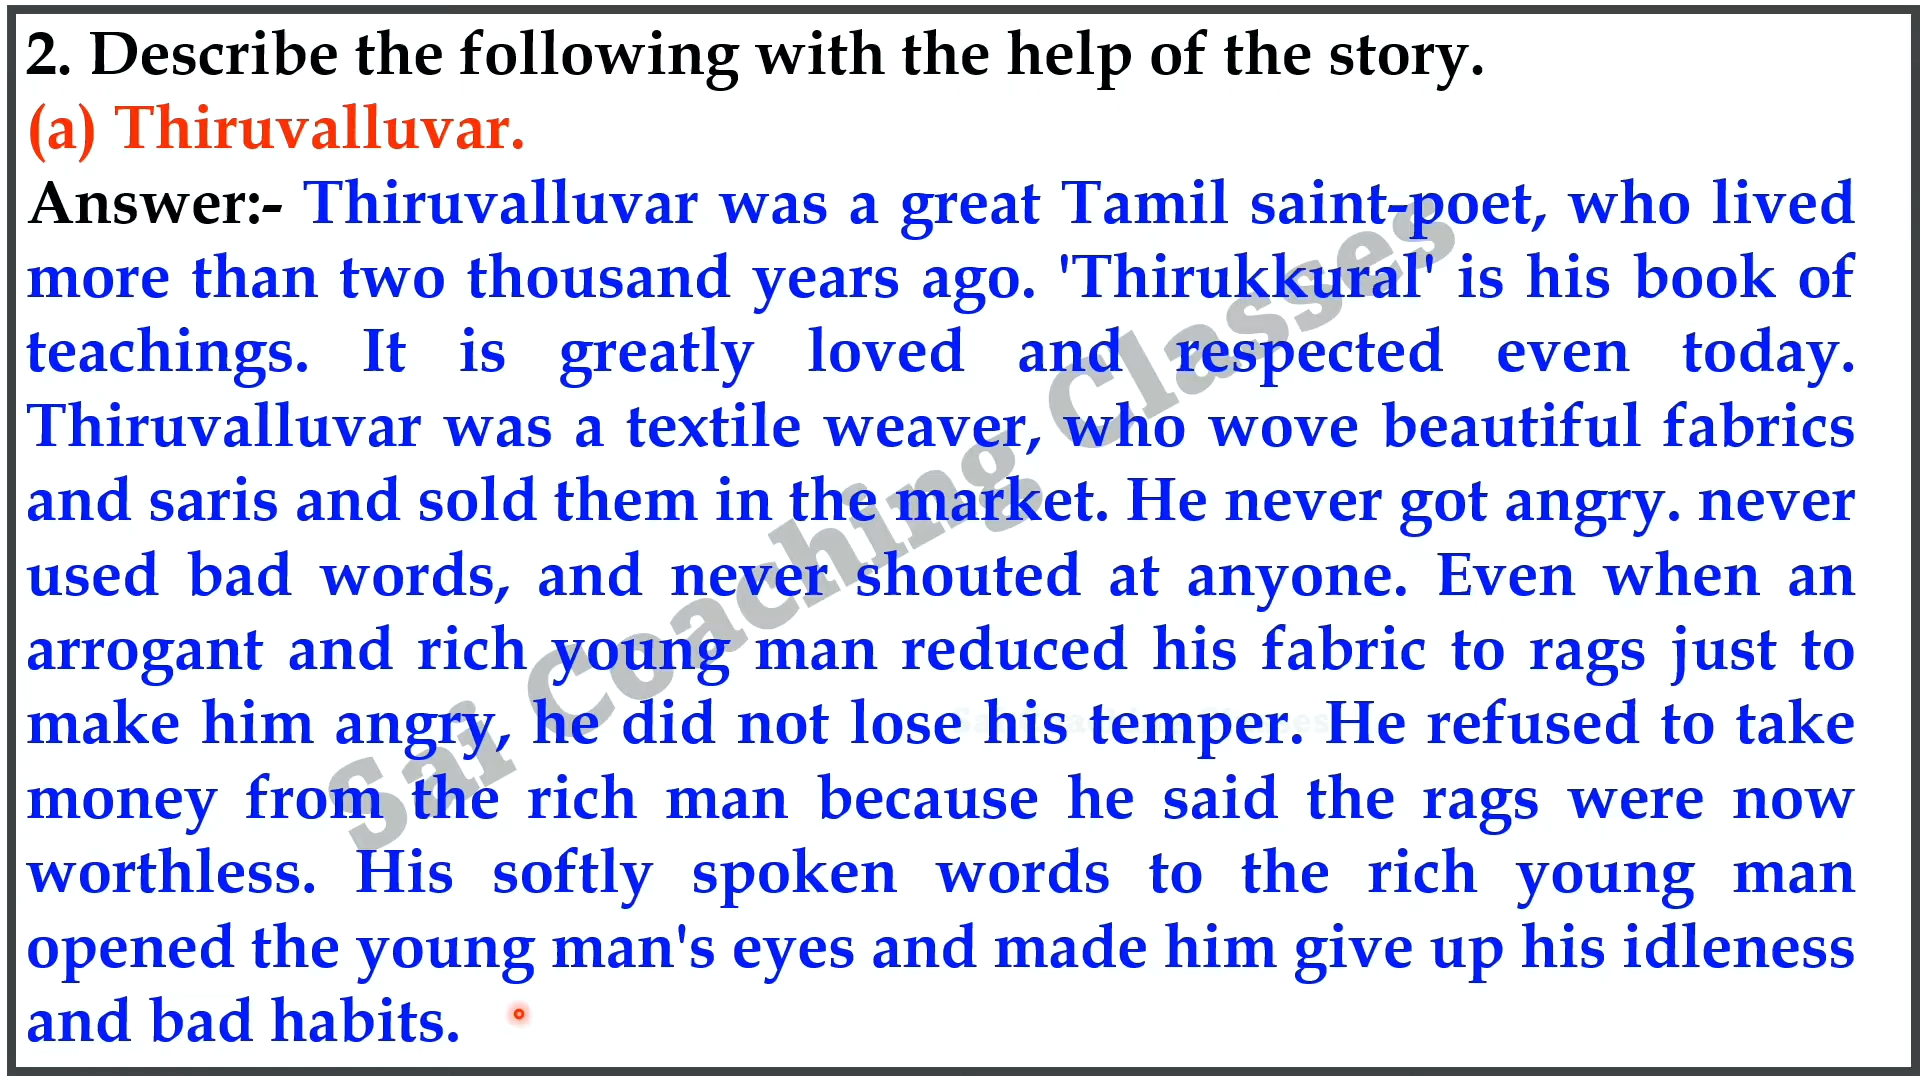 2. Describe the following with the help of the story.
(a) Thiruvalluvar.
Answer:- Thiruvalluvar was a great Tamil saint-poet, who lived
more than two thousand years ago. 'Thirukkural' is his book of
teachings. It is greatly loved and respected even today.
Thiruvalluvar was a textile weaver, who wove beautiful fabrics
and saris and sold them in the market. He never got angry. never
used bad words, and never shouted at anyone. Even when an
arrogant and rich young man reduced his fabric to rags just to
make him angry, he did not lose his temper. He refused to take
money from the rich man because he said the rags were now
worthless. His softly spoken words to the rich young man
opened the young man's eyes and made him give up his idleness
and bad habits.
Sai Coaching Classes